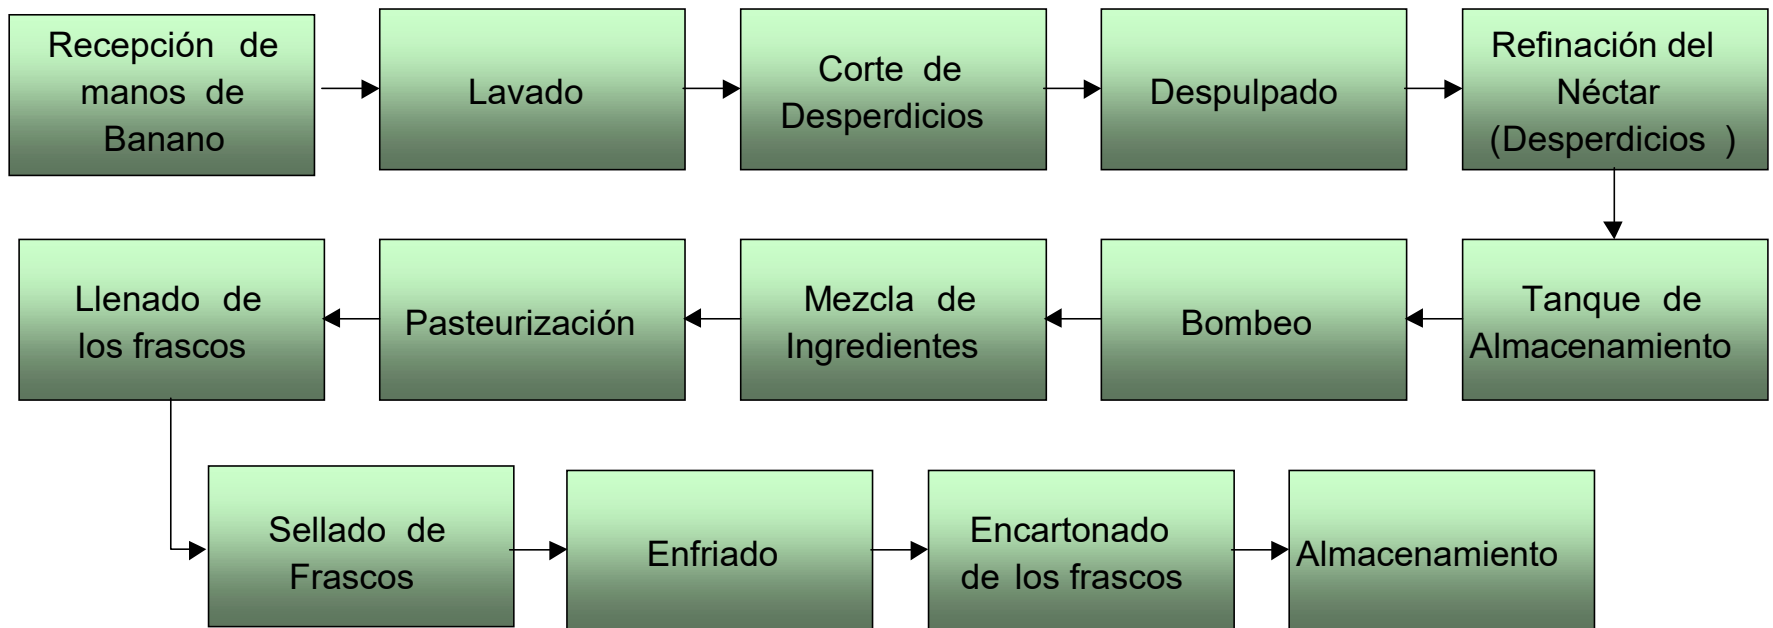 Recepción de
manos de
Banano
Lavado
Corte de
Desperdicios
Despulpado
Refinación del
Néctar
(Desperdicios )
Tanque de
Almacenamiento
Bombeo
Mezcla de
Ingredientes
Pasteurización
Llenado de
los frascos
Sellado de
Frascos
Enfriado
Encartonado
de los frascos
Almacenamiento